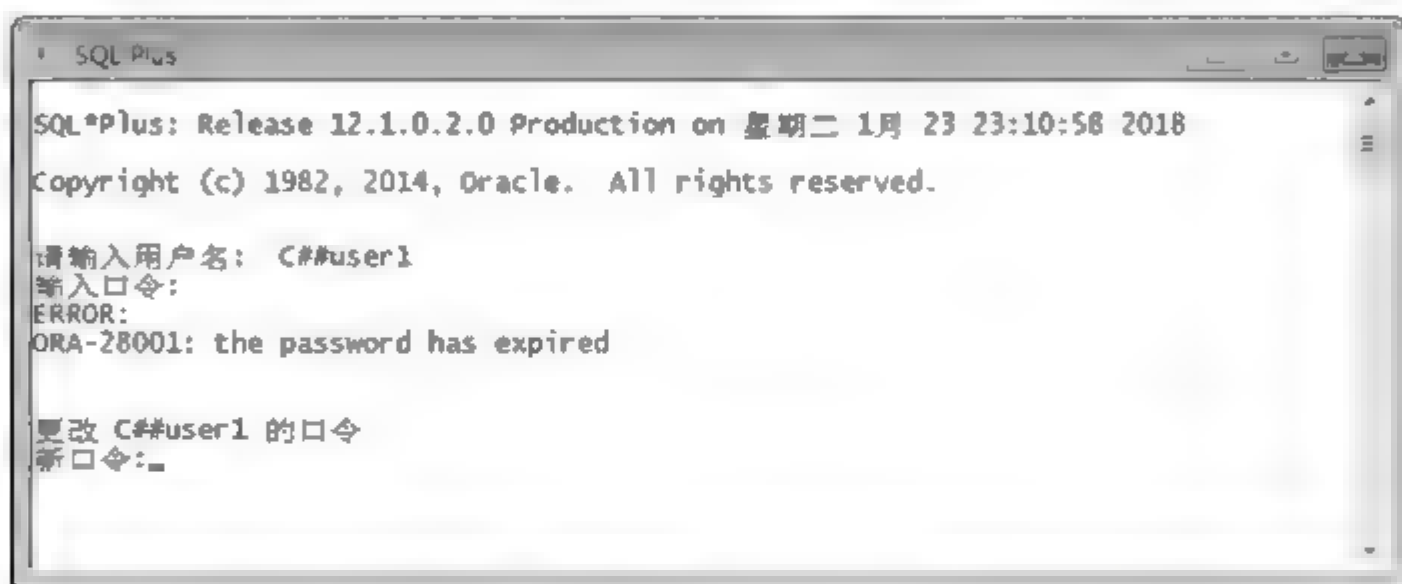 SQL Plus
SQL*Plus: Release 12.1.0.2.0 Production on 星期二 1月 23 23:10:58 2018
Copyright (c) 1982, 2014, Oracle.  All rights reserved.
请输入用户名:  C##user1
输入口令:
ERROR:
ORA-28001: the password has expired
更改 C##user1 的口令
新口令: